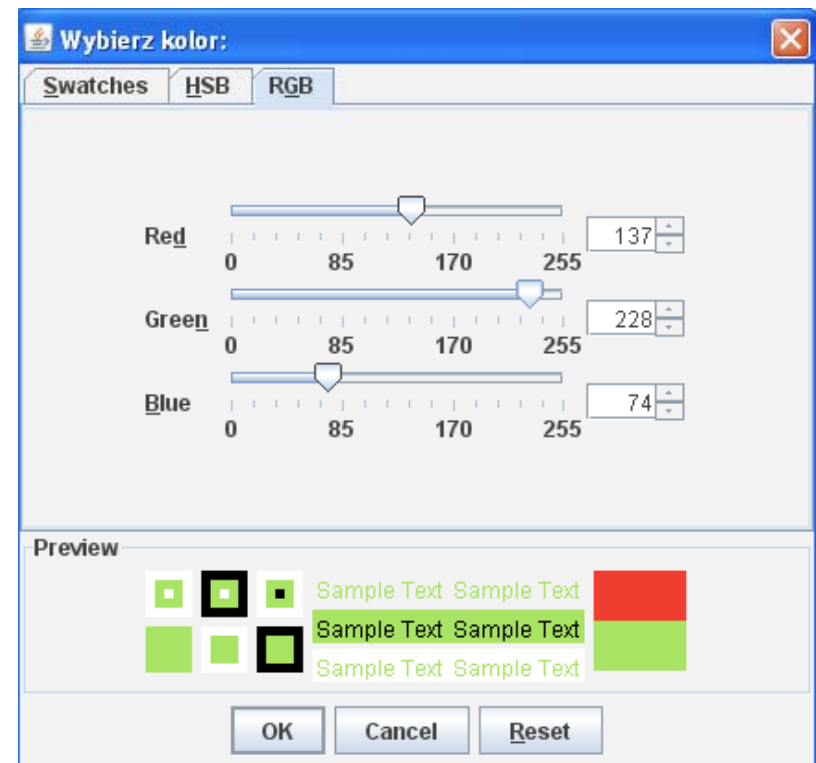 Wybierz kolor:
Swatches HSB RGB
Red 137
0 85 170 255
Green 228
0 85 170 255
Blue 74
0 85 170 255
Preview
Sample Text Sample Text
Sample Text Sample Text
Sample Text Sample Text
OK Cancel Reset